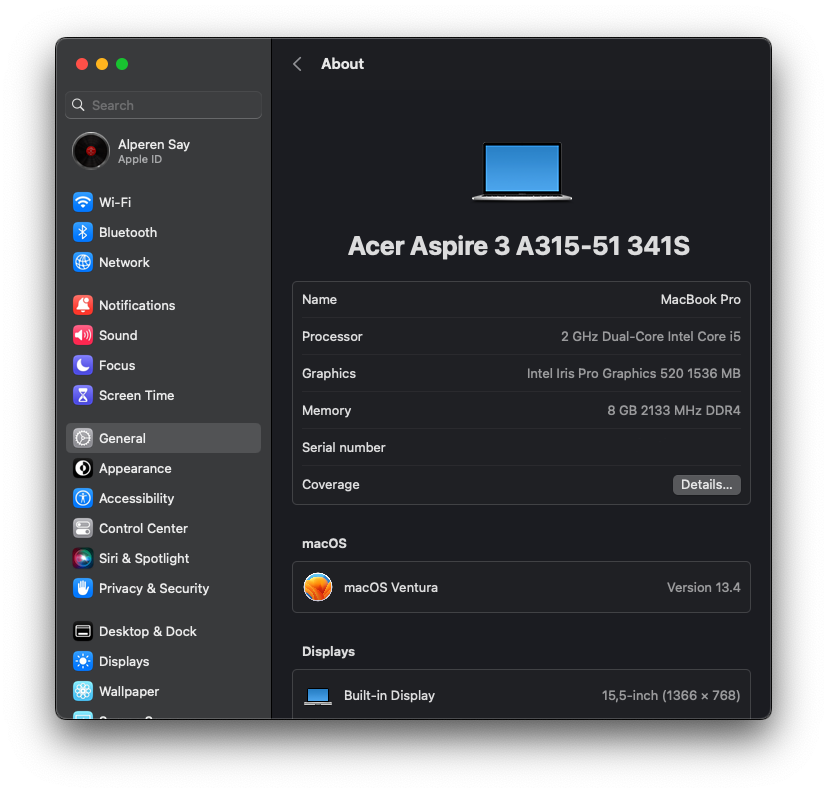 About
Search
Alperen Say
Apple ID
Wi-Fi
Bluetooth
Network
Notifications
Sound
Focus
Screen Time
General
Appearance
Accessibility
Control Center
Siri & Spotlight
Privacy & Security
Desktop & Dock
Displays
Wallpaper
Acer Aspire 3 A315-51 341S
Name MacBook Pro
Processor 2 GHz Dual-Core Intel Core i5
Graphics Intel Iris Pro Graphics 520 1536 MB
Memory 8 GB 2133 MHz DDR4
Serial number
Coverage Details...
macOS
macOS Ventura Version 13.4
Displays
Built-in Display 15,5-inch (1366 × 768)